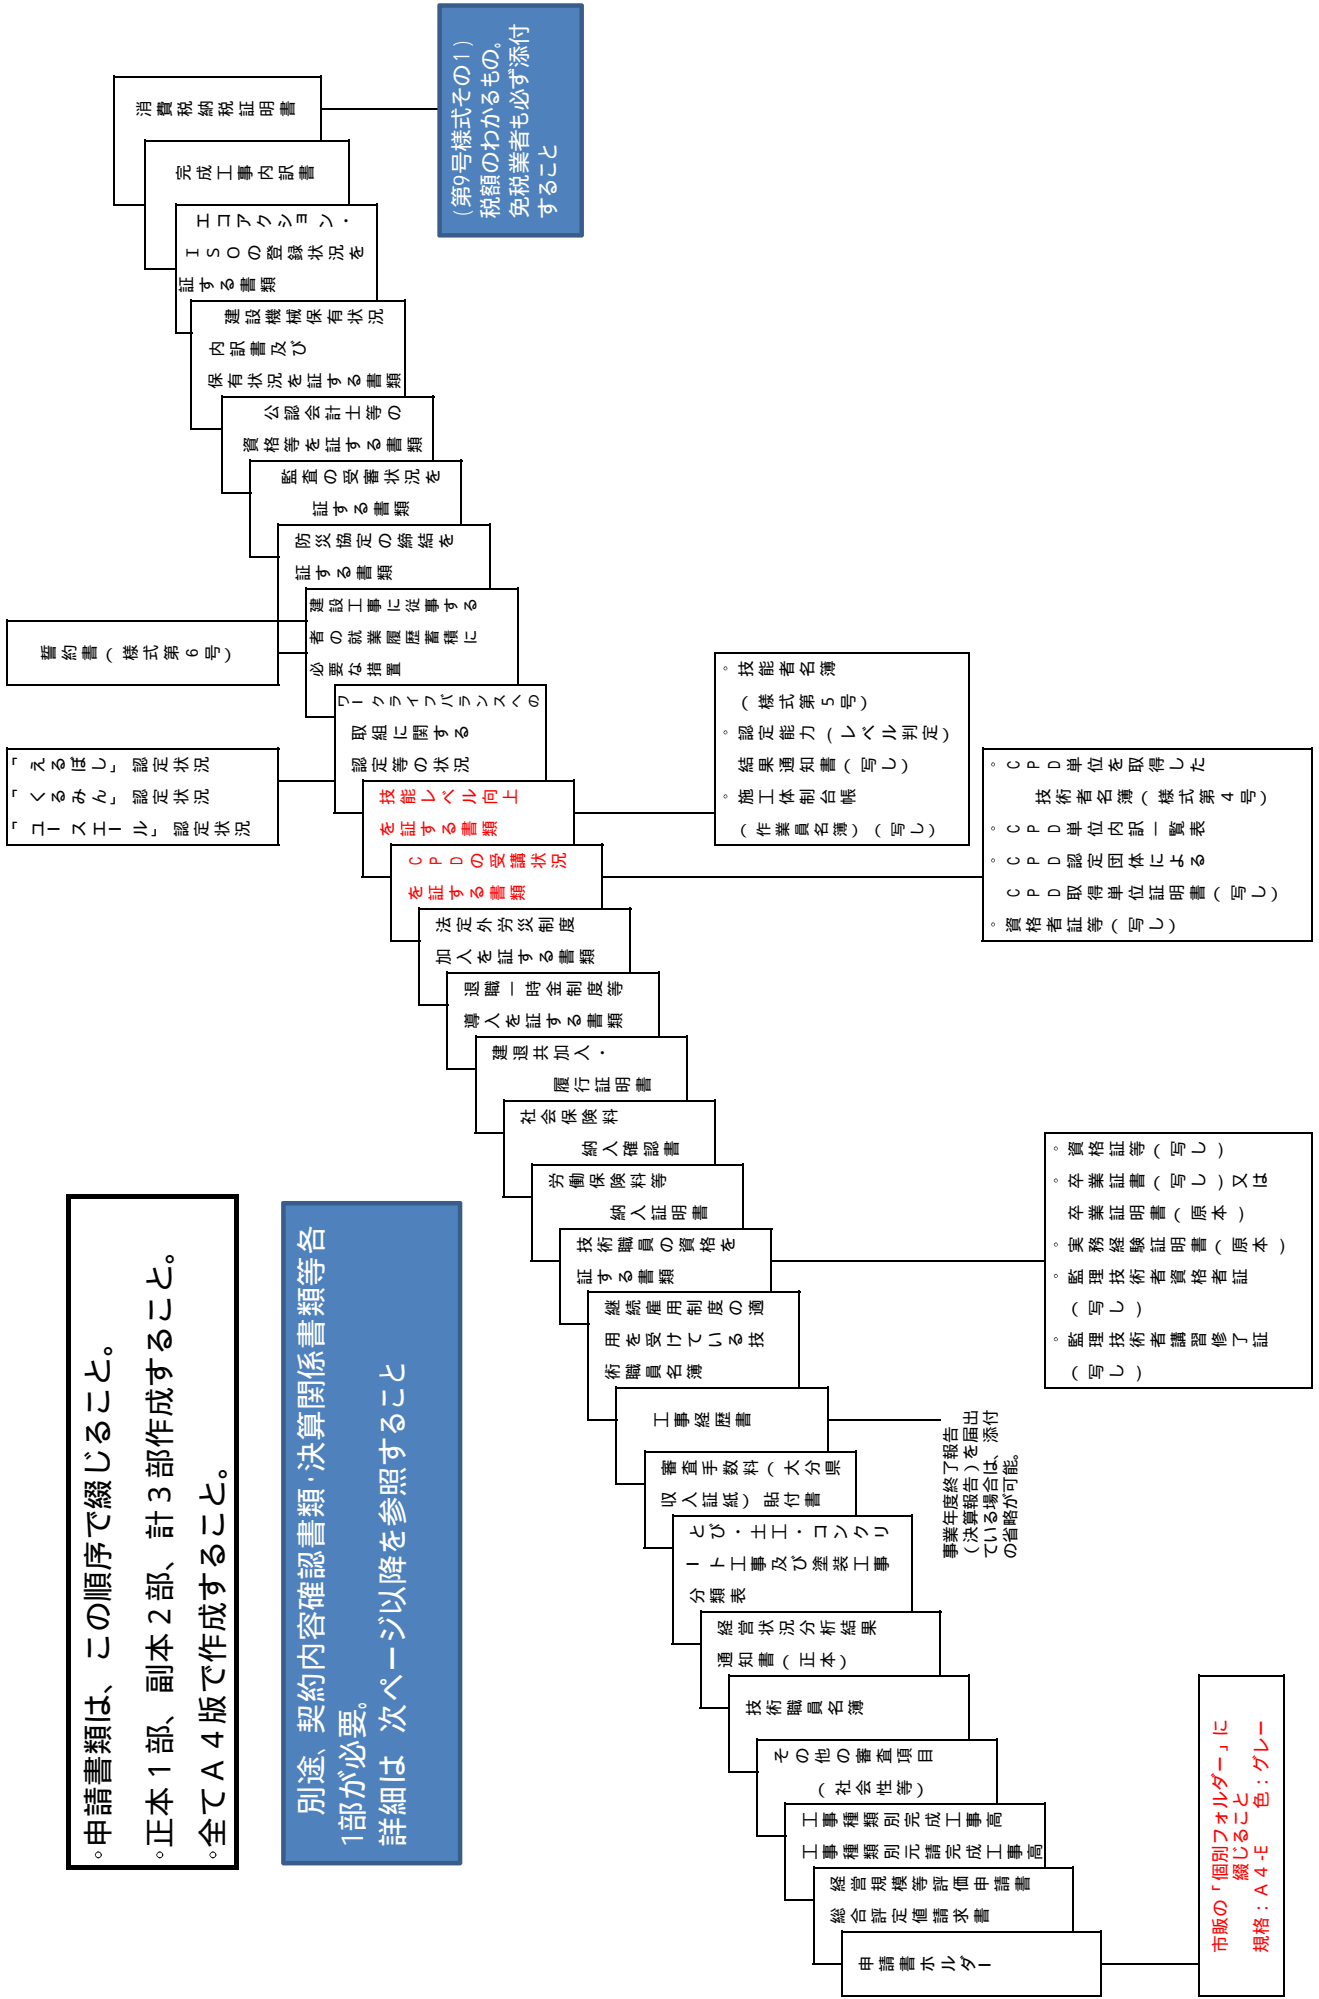 ◦申請書類は、この順序で綴じること。
◦正本１部、副本２部、計３部作成すること。
◦全てＡ４版で作成すること。
別途、契約内容確認書類・決算関係書類等各
1部が必要。
詳細は 次ページ以降を参照すること
申請書ホルダー
市販の「個別フォルダー」に
綴じること
規格：Ａ４-E 色：グレー
経営規模等評価申請書
総合評定値請求書
工事種類別完成工事高
工事種類別元請完成工事高
その他の審査項目
（社会性等）
技術職員名簿
経営状況分析結果
通知書（正本）
とび・土工・コンクリ
ート工事及び塗装工事
分類表
審査手数料（大分県
収入証紙）貼付書
工事経歴書
事業年度終了報告
（決算報告）を届出
ている場合は、添付
の省略が可能。
継続雇用制度の適
用を受けている技
術職員名簿
技術職員の資格を
証する書類
◦資格証等（写し）
◦卒業証書（写し）又は
卒業証明書（原本）
◦実務経験証明書（原本）
◦監理技術者資格者証
（写し）
◦監理技術者講習修了証
（写し）
労働保険料等
納入証明書
社会保険料
納入確認書
建退共加入・
履行証明書
退職一時金制度等
導入を証する書類
法定外労災制度
加入を証する書類
ＣＰＤの受講状況
を証する書類
◦ＣＰＤ単位を取得した
技術者名簿（様式第４号）
◦ＣＰＤ単位内訳一覧表
◦ＣＰＤ認定団体による
ＣＰＤ取得単位証明書（写し）
◦資格者証等（写し）
技能レベル向上
を証する書類
◦技能者名簿
（様式第５号）
◦認定能力（レベル判定）
結果通知書（写し）
◦施工体制台帳
（作業員名簿）（写し）
ワークライフバランスへの
取組に関する
認定等の状況
「えるぼし」認定状況
「くるみん」認定状況
「ユースエール」認定状況
建設工事に従事する
者の就業履歴蓄積に
必要な措置
誓約書（様式第６号）
防災協定の締結を
証する書類
監査の受審状況を
証する書類
公認会計士等の
資格等を証する書類
建設機械保有状況
内訳書及び
保有状況を証する書類
エコアクション・
ＩＳＯの登録状況を
証する書類
完成工事内訳書
消費税納税証明書
（第9号様式その1）
税額のわかるもの。
免税業者も必ず添付
すること